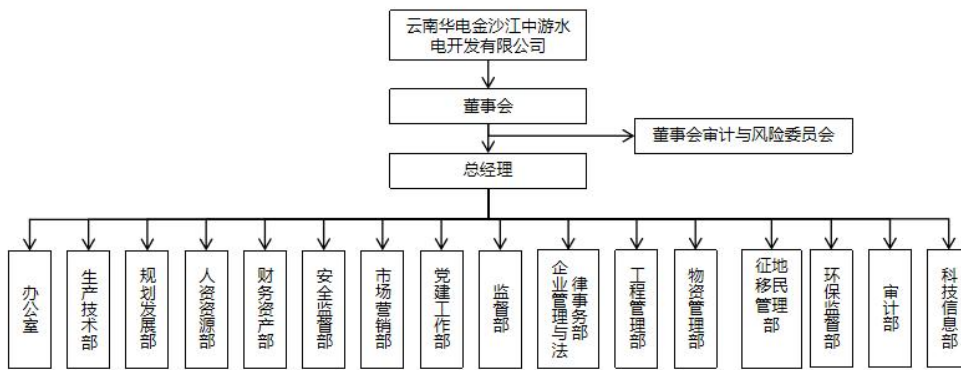 云南华电金沙江中游水
电开发有限公司
董事会
董事会审计与风险委员会
总经理
办公室
生产技术部
规划发展部
人资资源部
财务资产部
安全监督部
市场营销部
党建工作部
监督部
企业管理与法
律事务部
工程管理部
物资管理部
征地
移民
管理
部
环保监督部
审计部
科技信息部